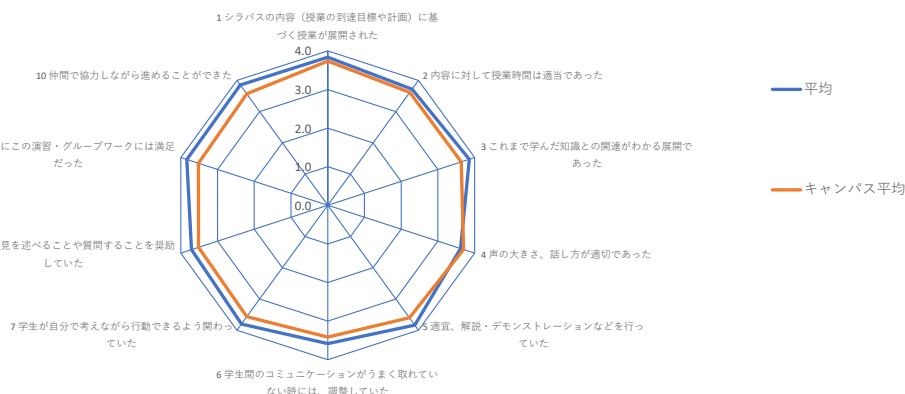 1 シラバスの内容（授業の到達目標や計画）に基
づく授業が展開された
4.0
3.0
2.0
1.0
0.0
2 内容に対して授業時間は適当であった
3 これまで学んだ知識との関連がわかる展開で
あった
4 声の大きさ、話し方が適切であった
5 適宜、解説・デモンストレーションなどを行っ
ていた
6 学生間のコミュニケーションがうまく取れてい
ない時には、調整していた
7 学生が自分で考えながら行動できるよう関わっ
ていた
見を述べることや質問することを奨励
していた
にこの演習・グループワークには満足
だった
10 仲間で協力しながら進めることができた
平均
キャンパス平均